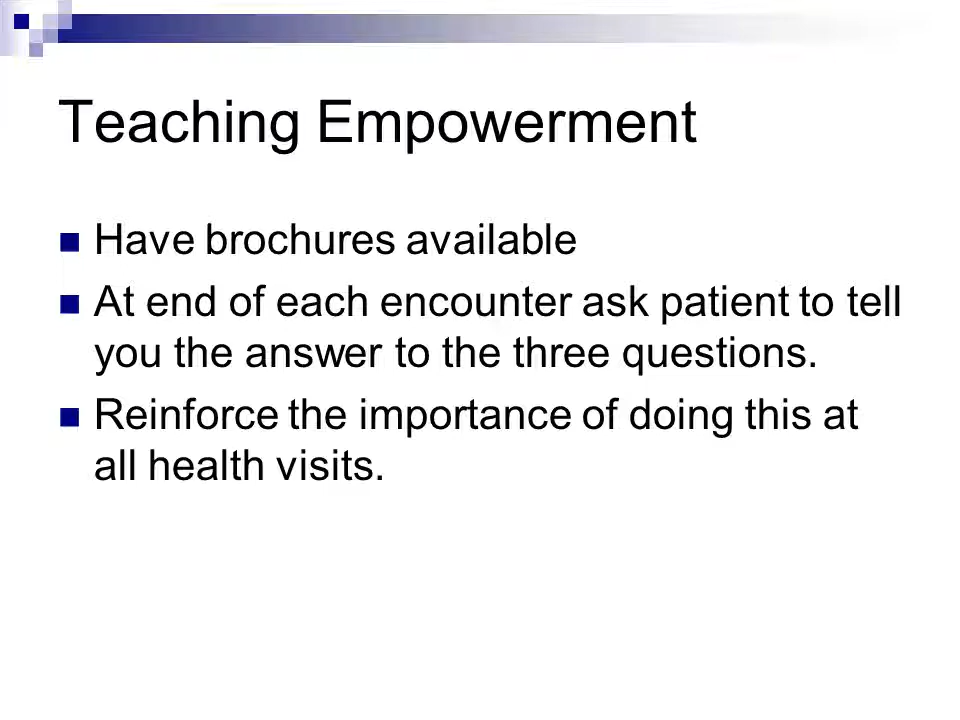 Teaching Empowerment
Have brochures available
At end of each encounter ask patient to tell
you the answer to the three questions.
Reinforce the importance of doing this at
all health visits.